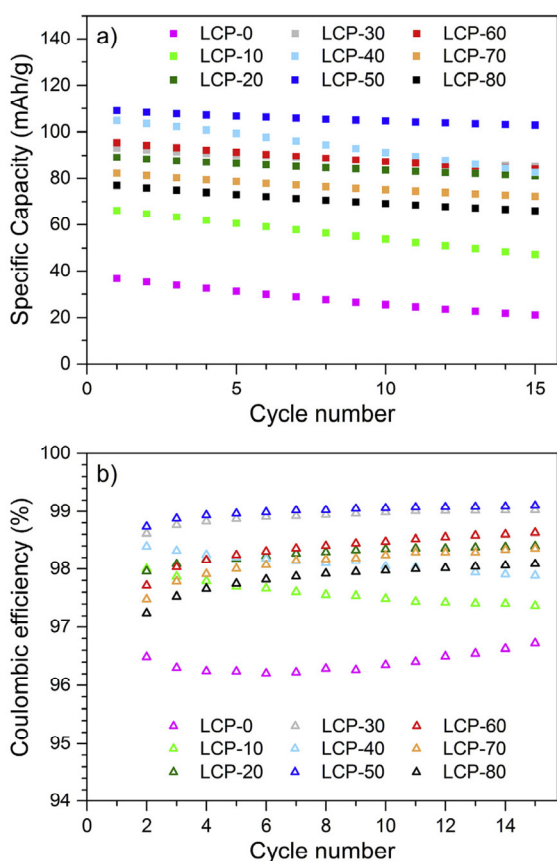 a)
LCP-0 LCP-30 LCP-60
LCP-10 LCP-40 LCP-70
LCP-20 LCP-50 LCP-80
Specific Capacity (mAh/g)
140
120
100
80
60
40
20
0
0 5 10 15
Cycle number
b)
Coulombic efficiency (%)
100
99
98
97
96
95
94
LCP-0 LCP-30 LCP-60
LCP-10 LCP-40 LCP-70
LCP-20 LCP-50 LCP-80
0 2 4 6 8 10 12 14
Cycle number